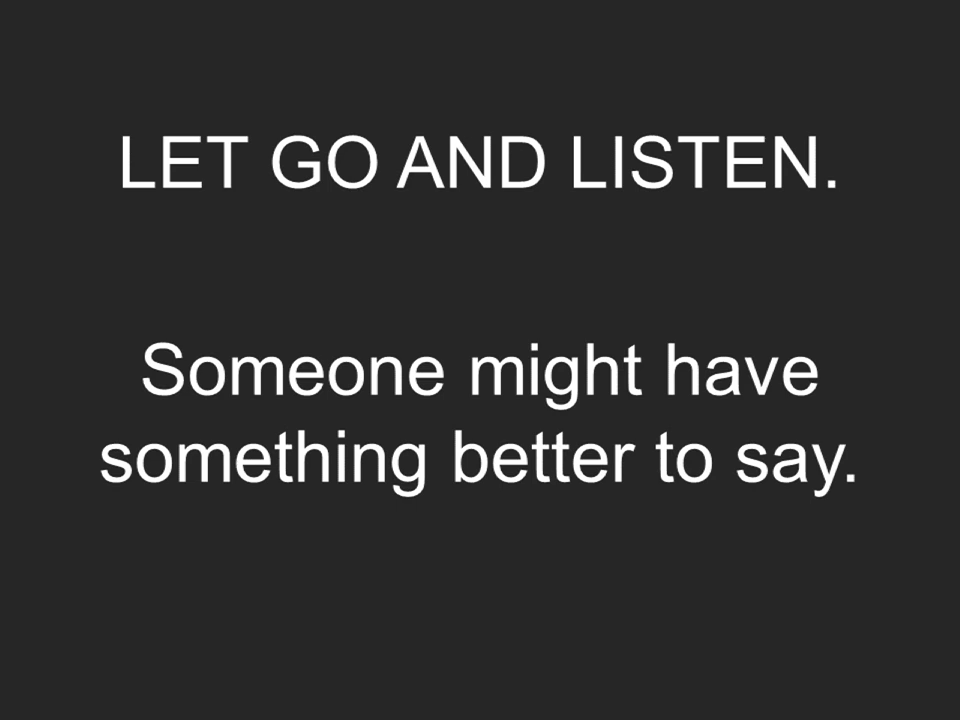 LET GO AND LISTEN.
Someone might have
something better to say.